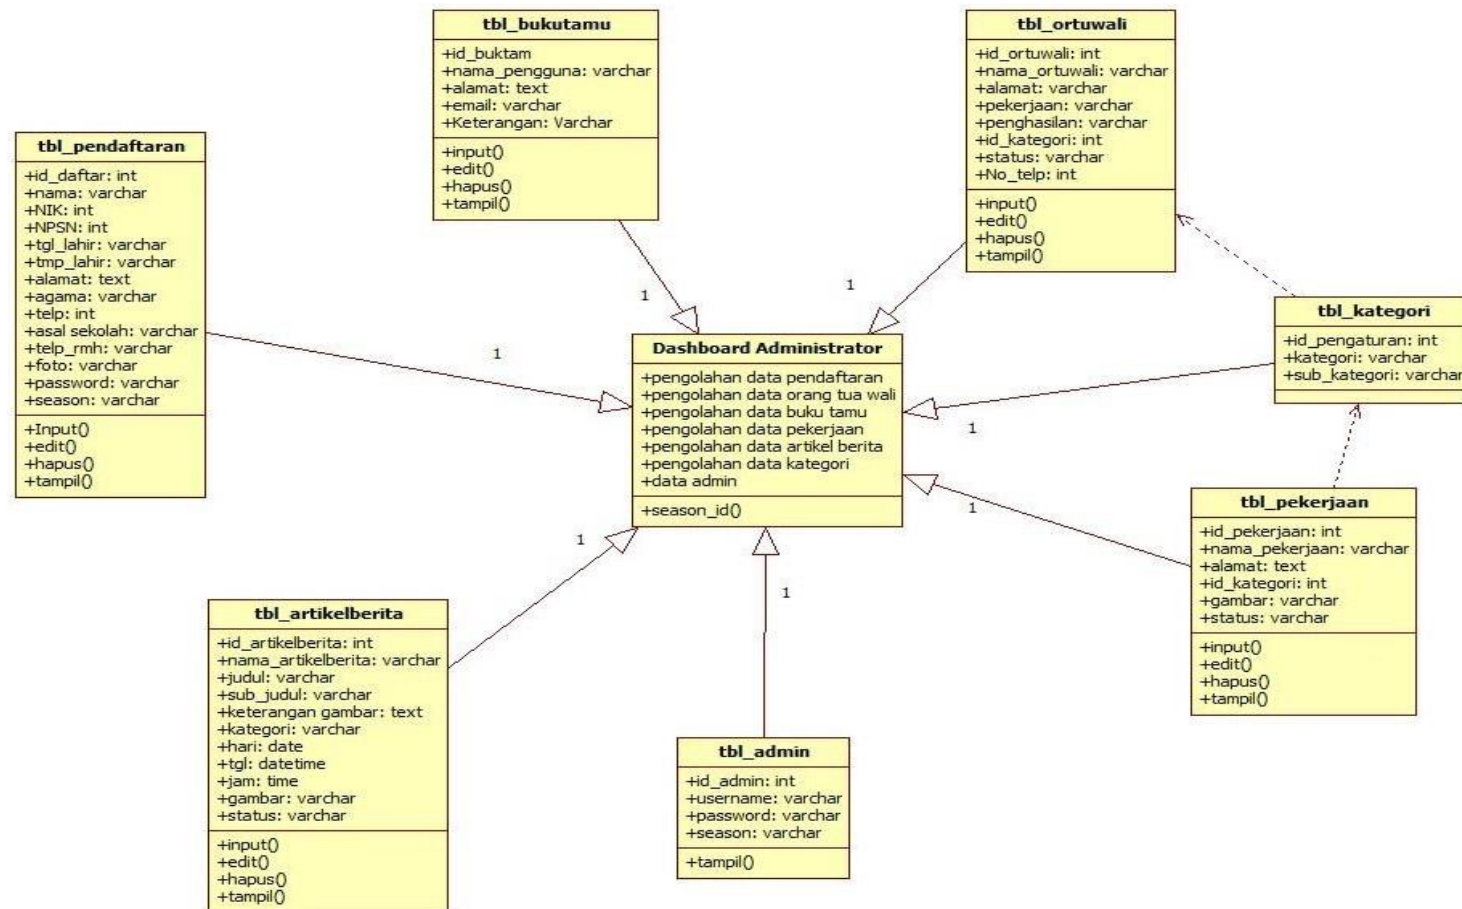 tbl_bukutamu
+id_buktam
+nama_pengguna: varchar
+alamat: text
+email: varchar
+Keterangan: Varchar
+input()
+edit()
+hapus()
+tampil()
tbl_ortuwali
+id_ortuwali: int
+nama_ortuwali: varchar
+alamat: varchar
+pekerjaan: varchar
+penghasilan: varchar
+id_kategori: int
+status: varchar
+No_telp: int
+input()
+edit()
+hapus()
+tampil()
tbl_pendaftaran
+id_daftar: int
+nama: varchar
+NIK: int
+NPSN: int
+tgl_lahir: varchar
+tmp_lahir: varchar
+alamat: text
+agama: varchar
+telp: int
+asal sekolah: varchar
+telp_rmh: varchar
+foto: varchar
+password: varchar
+season: varchar
+Input()
+edit()
+hapus()
+tampil()
1
1
1
Dashboard Administrator
+pengolahan data pendaftaran
+pengolahan data orang tua wali
+pengolahan data buku tamu
+pengolahan data pekerjaan
+pengolahan data artikel berita
+pengolahan data kategori
+data admin
+season_id()
tbl_kategori
+id_pengaturan: int
+kategori: varchar
+sub_kategori: varchar
1
1
1
1
tbl_pekerjaan
+id_pekerjaan: int
+nama_pekerjaan: varchar
+alamat: text
+id_kategori: int
+gambar: varchar
+status: varchar
+input()
+edit()
+hapus()
+tampil()
tbl_artikelberita
+id_artikelberita: int
+nama_artikelberita: varchar
+judul: varchar
+sub_judul: varchar
+keterangan gambar: text
+kategori: varchar
+hari: date
+tgl: datetime
+jam: time
+gambar: varchar
+status: varchar
+input()
+edit()
+hapus()
+tampil()
tbl_admin
+id_admin: int
+username: varchar
+password: varchar
+season: varchar
+tampil()